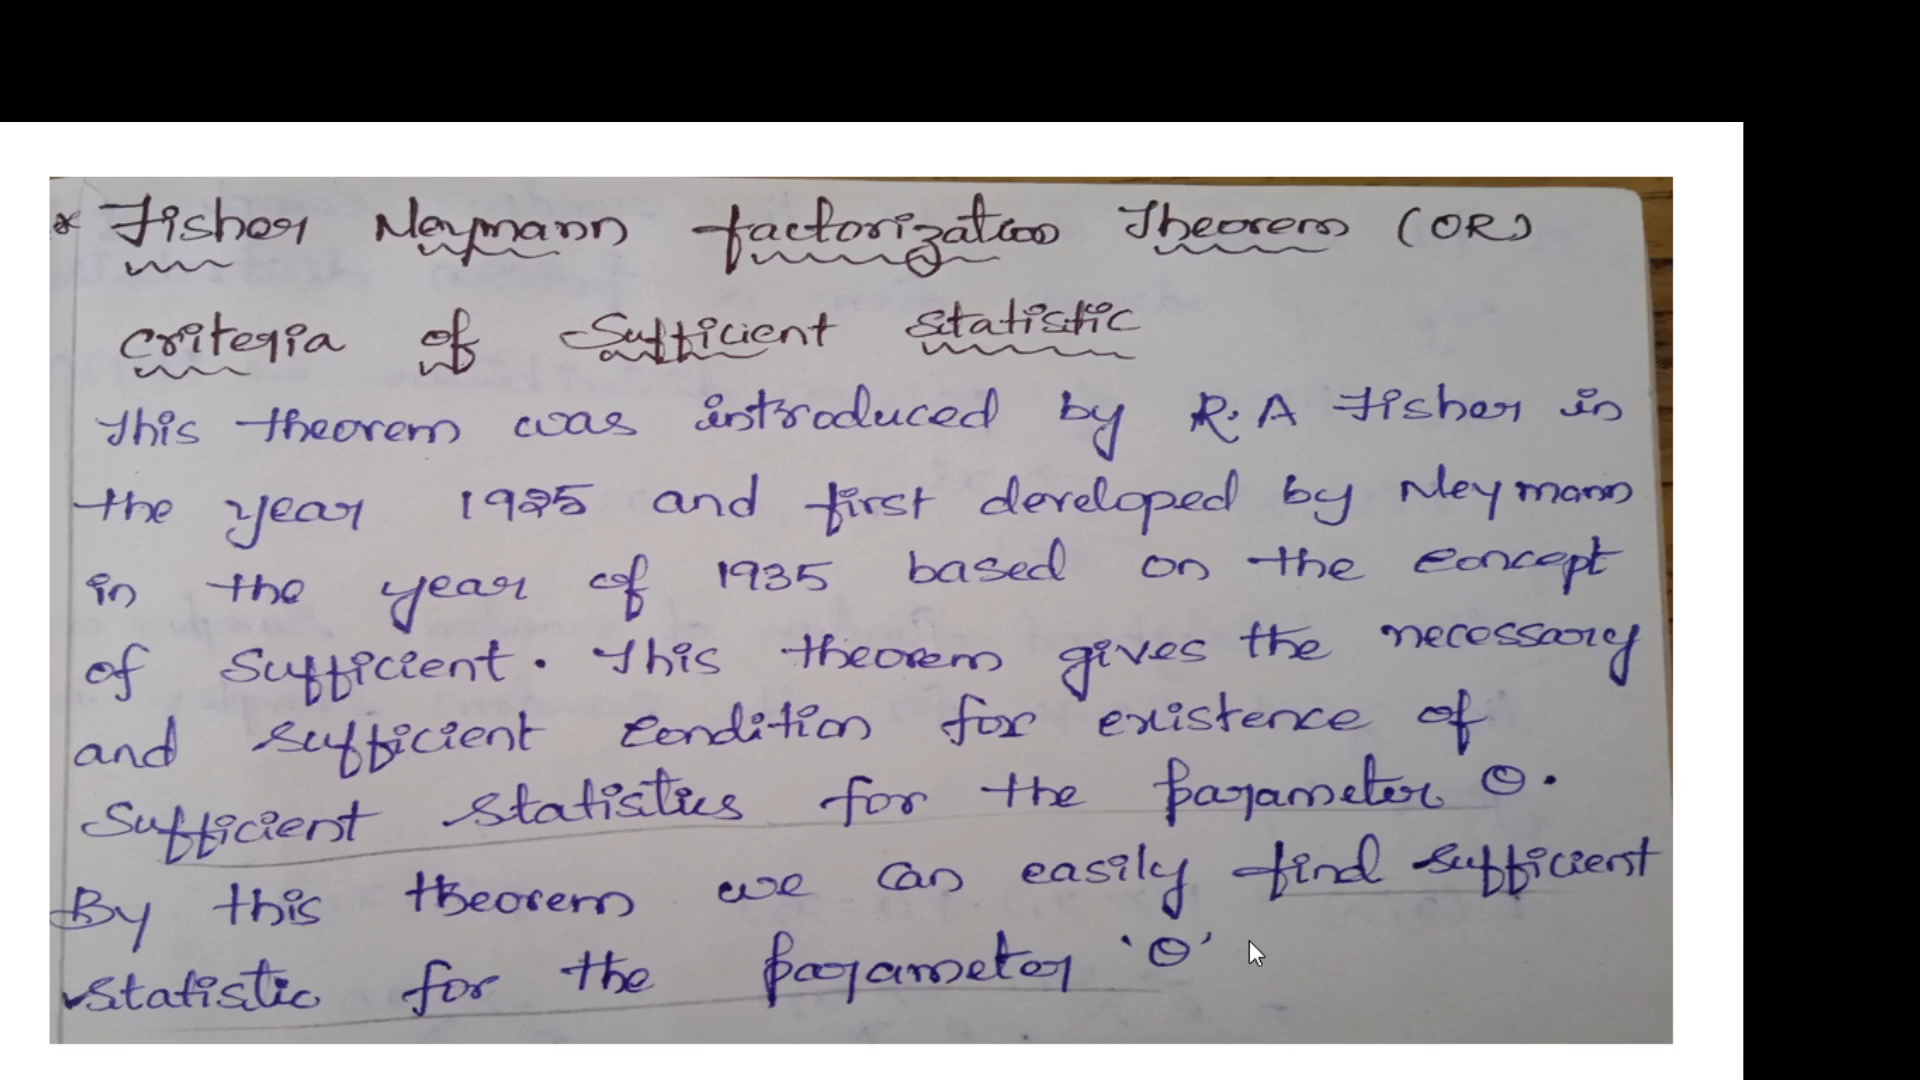 * Fisher Neymann factorization Theorem (OR)
criteria of Sufficient Statistic
This theorem was introduced by R.A Fisher in
the year 1925 and first developed by Neymann
in the year of 1935 based on the concept
of Sufficient. This theorem gives the necessary
and sufficient condition for existence of
Sufficient statistics for the parameter θ.
By this theorem we can easily find sufficient
statistic for the parameter 'θ'